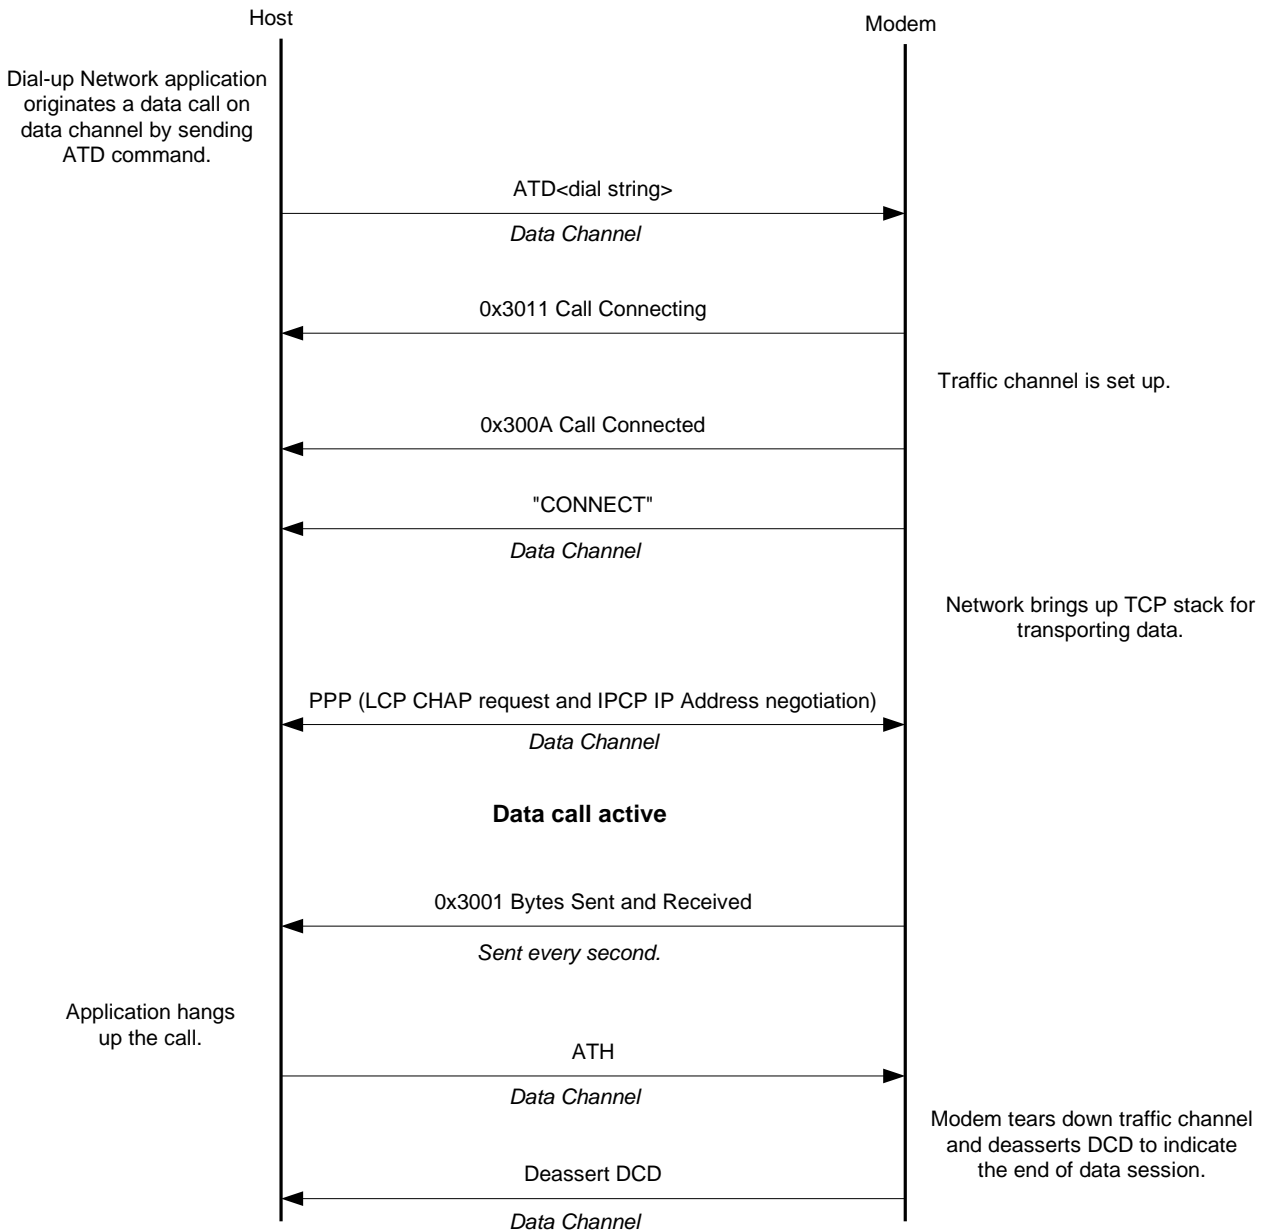 Host
Modem
Dial-up Network application
originates a data call on
data channel by sending
ATD command.
ATD<dial string>
Data Channel
0x3011 Call Connecting
Traffic channel is set up.
0x300A Call Connected
"CONNECT"
Data Channel
Network brings up TCP stack for
transporting data.
PPP (LCP CHAP request and IPCP IP Address negotiation)
Data Channel
Data call active
0x3001 Bytes Sent and Received
Sent every second.
Application hangs
up the call.
ATH
Data Channel
Modem tears down traffic channel
and deasserts DCD to indicate
the end of data session.
Deassert DCD
Data Channel